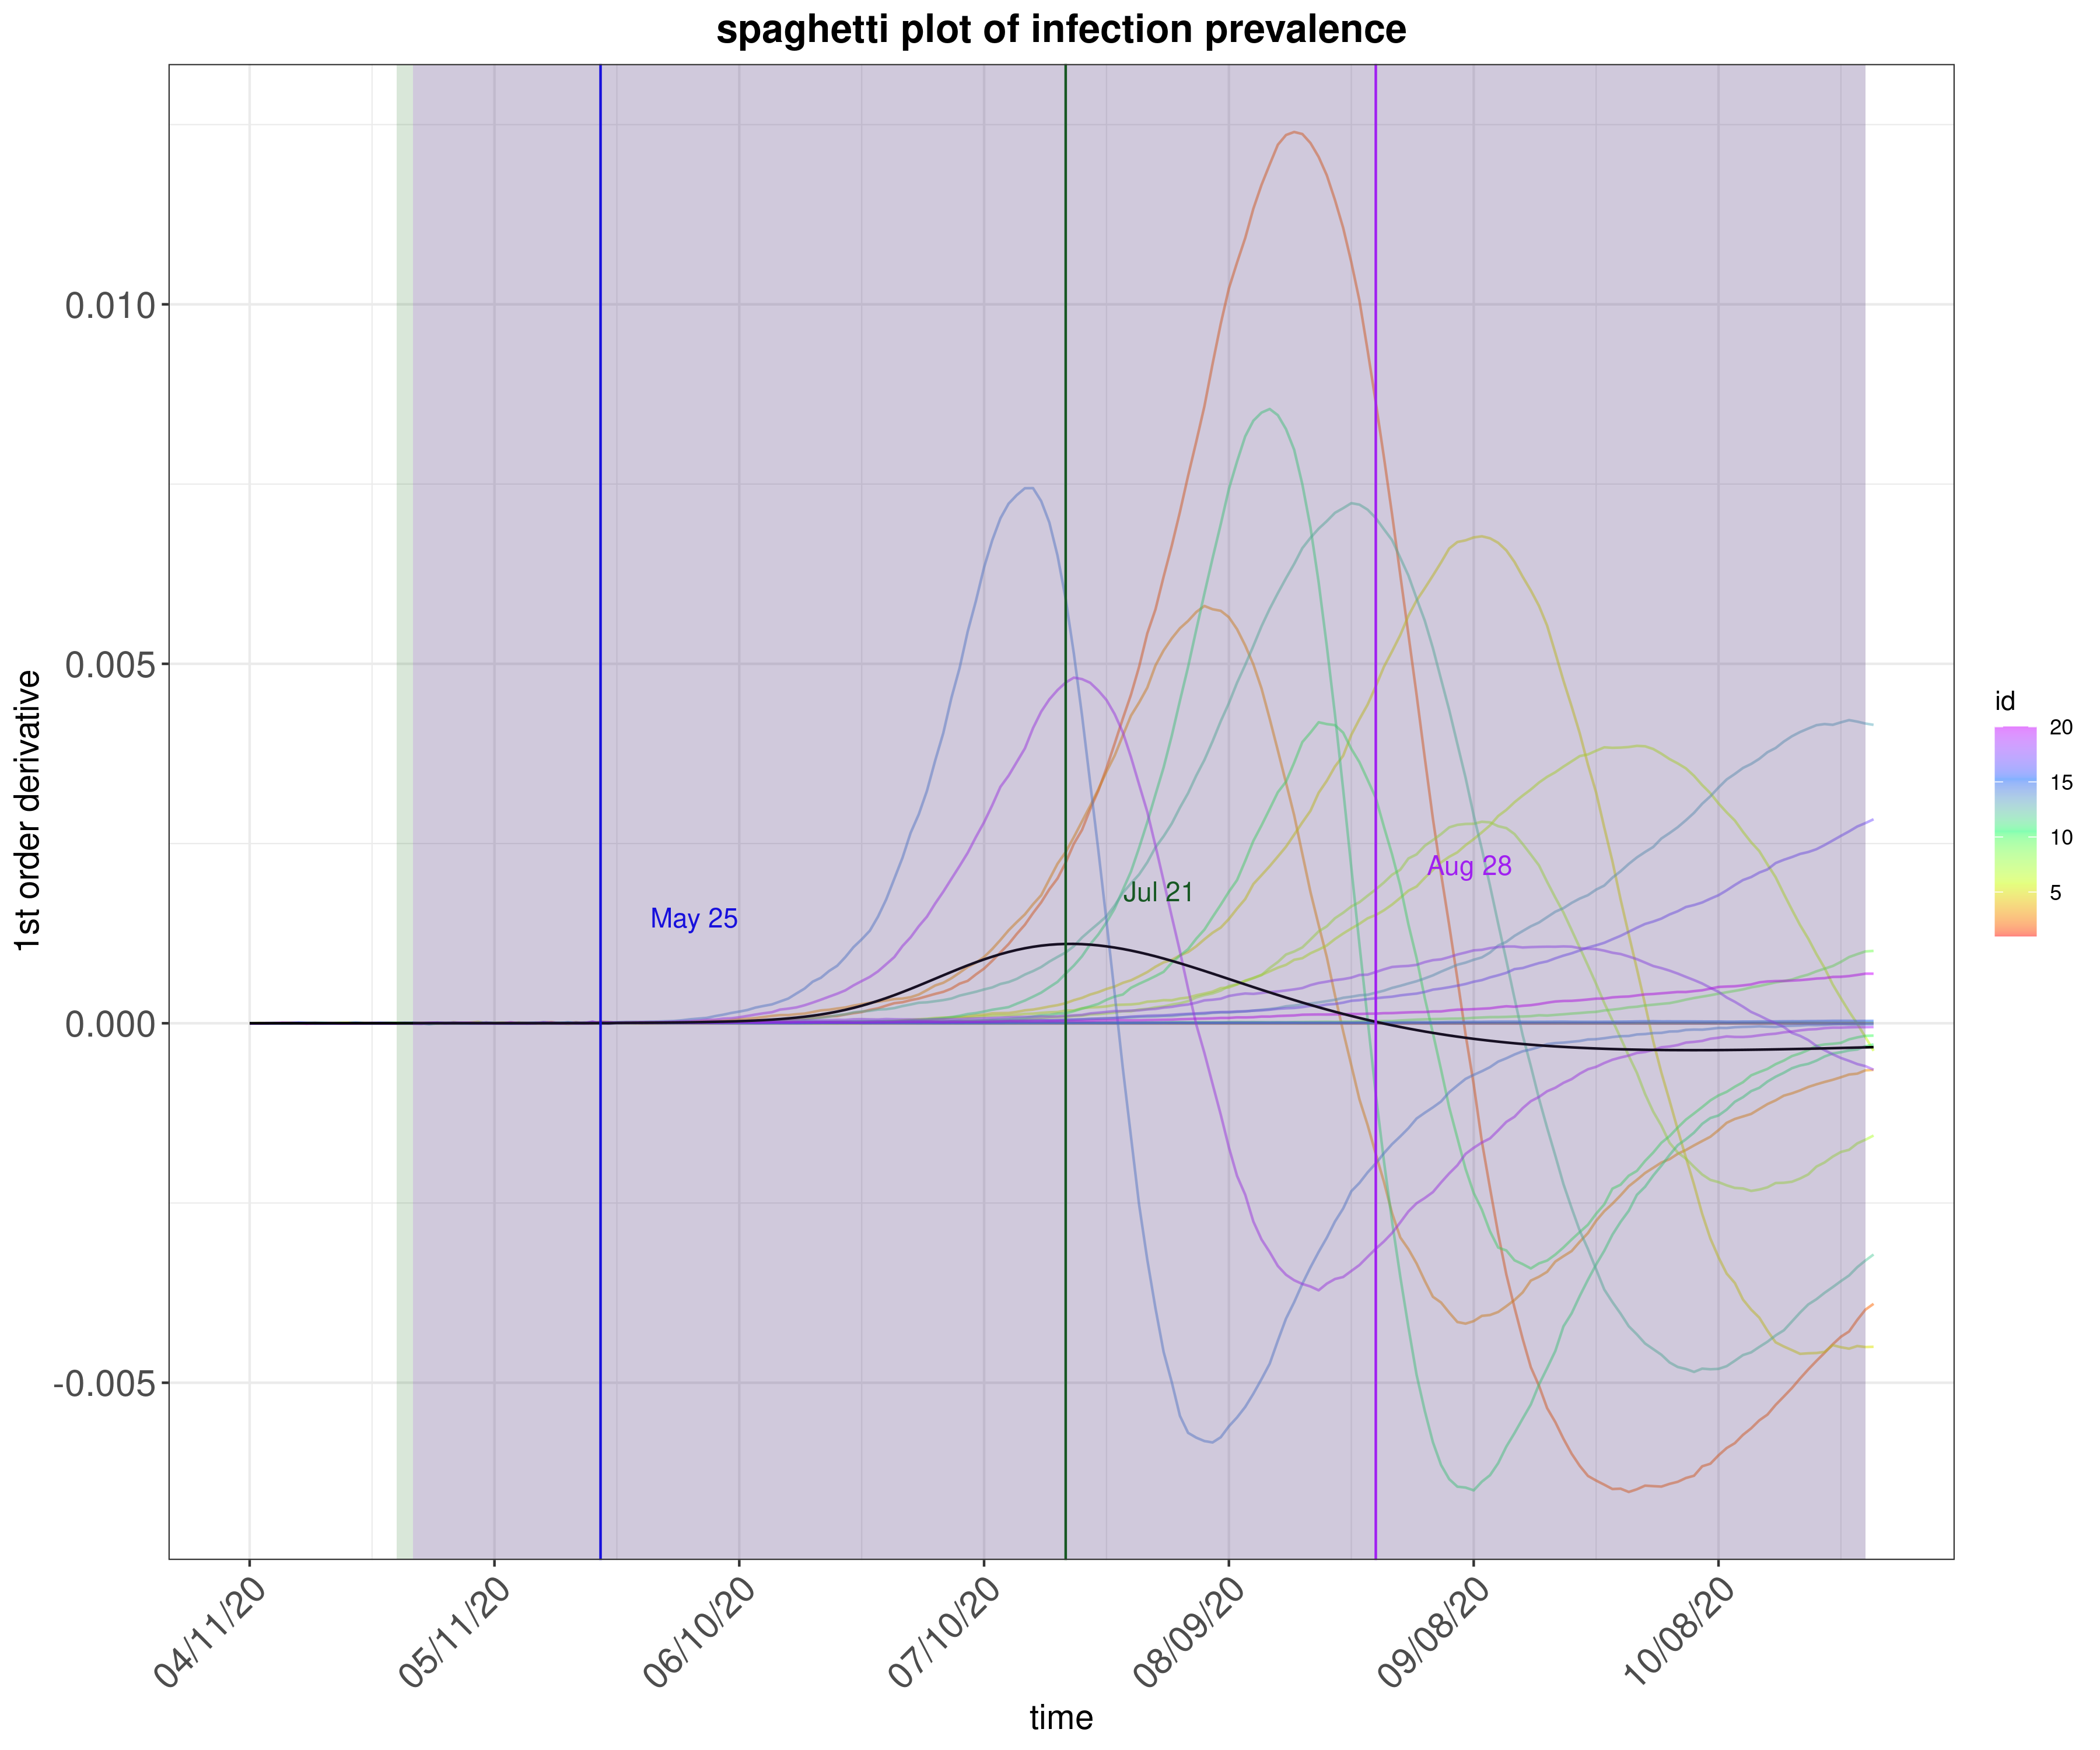 spaghetti plot of infection prevalence
1st order derivative
0.010
0.005
0.000
-0.005
May 25
Jul 21
Aug 28
id
20
15
10
5
04/11/20
05/11/20
06/10/20
07/10/20
08/09/20
09/08/20
10/08/20
time